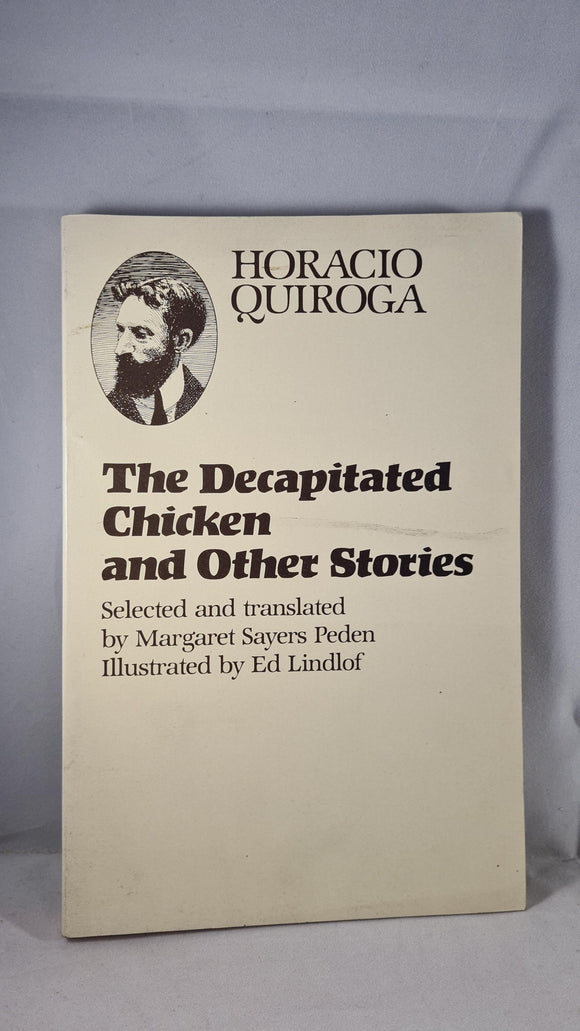 HORACIO
QUIROGA
The Decapitated
Chicken
and Other Stories
Selected and translated
by Margaret Sayers Peden
Illustrated by Ed Lindlof